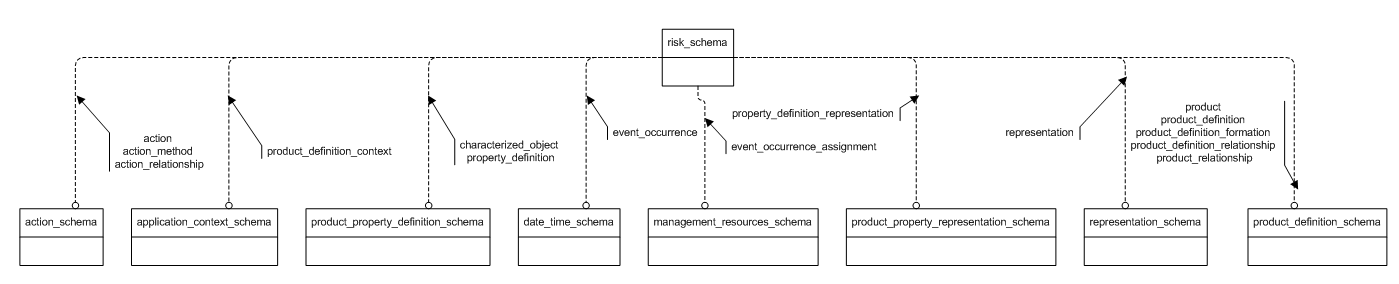 risk_schema
action
action_method
action_relationship
product_definition_context
characterized_object
property_definition
event_occurrence
event_occurrence_assignment
property_definition_representation
representation
product
product_definition
product_definition_formation
product_definition_relationship
product_relationship
action_schema
application_context_schema
product_property_definition_schema
date_time_schema
management_resources_schema
product_property_representation_schema
representation_schema
product_definition_schema